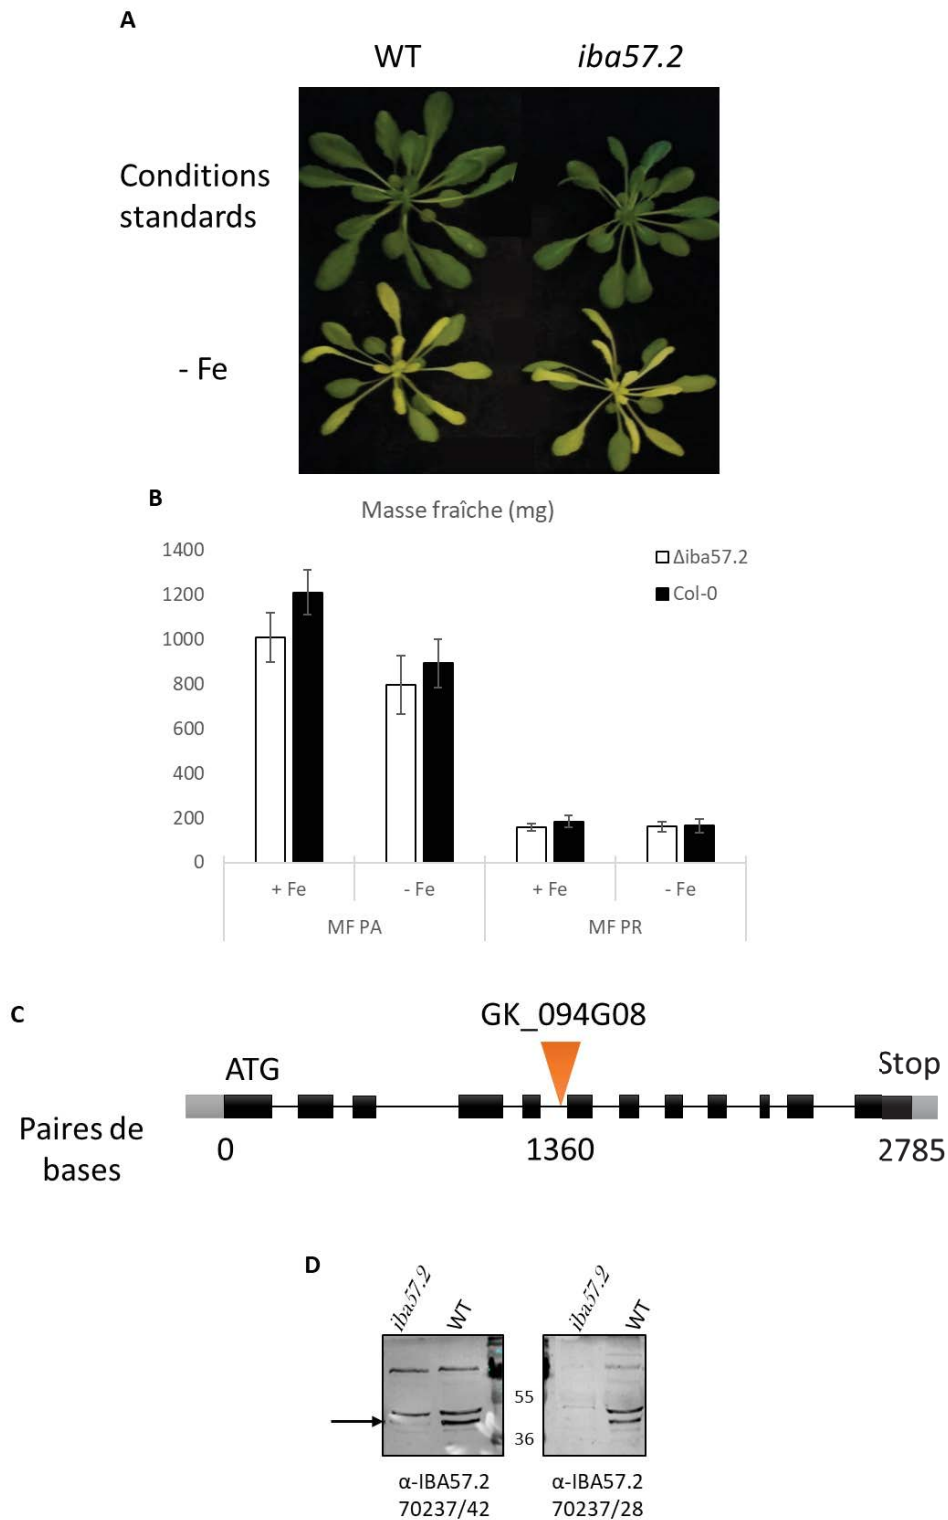 A
WT
iba57.2
Conditions
standards
- Fe
B
Masse fraîche (mg)
1400
1200
1000
800
600
400
200
0
Δiba57.2
Col-0
+ Fe
- Fe
+ Fe
- Fe
MF PA
MF PR
C
GK_094G08
ATG
Stop
Paires de
bases
0
1360
2785
D
iba57.2
WT
iba57.2
WT
55
36
α-IBA57.2
70237/42
α-IBA57.2
70237/28